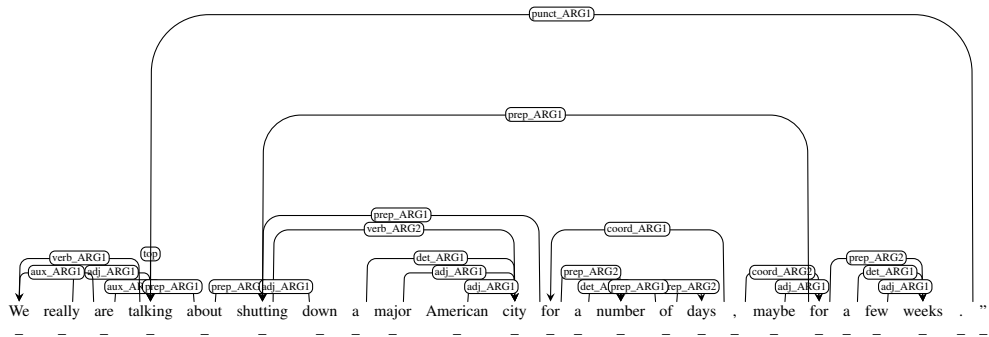 punct_ARG1
prep_ARG1
prep_ARG1
verb_ARG2 coord_ARG1
verb_ARG1 top det_ARG1 prep_ARG2
aux_ARG1 adj_ARG1 adj_ARG1 prep_ARG2 coord_ARG2 det_ARG1
prep_ARG1 adj_ARG1 adj_ARG1 prep_ARG1 adj_ARG1 adj_ARG1
We really are talking about shutting down a major American city for a number of days , maybe for a few weeks . ”
_ _ _ _ _ _ _ _ _ _ _ _ _ _ _ _ _ _ _ _ _ _ _ _